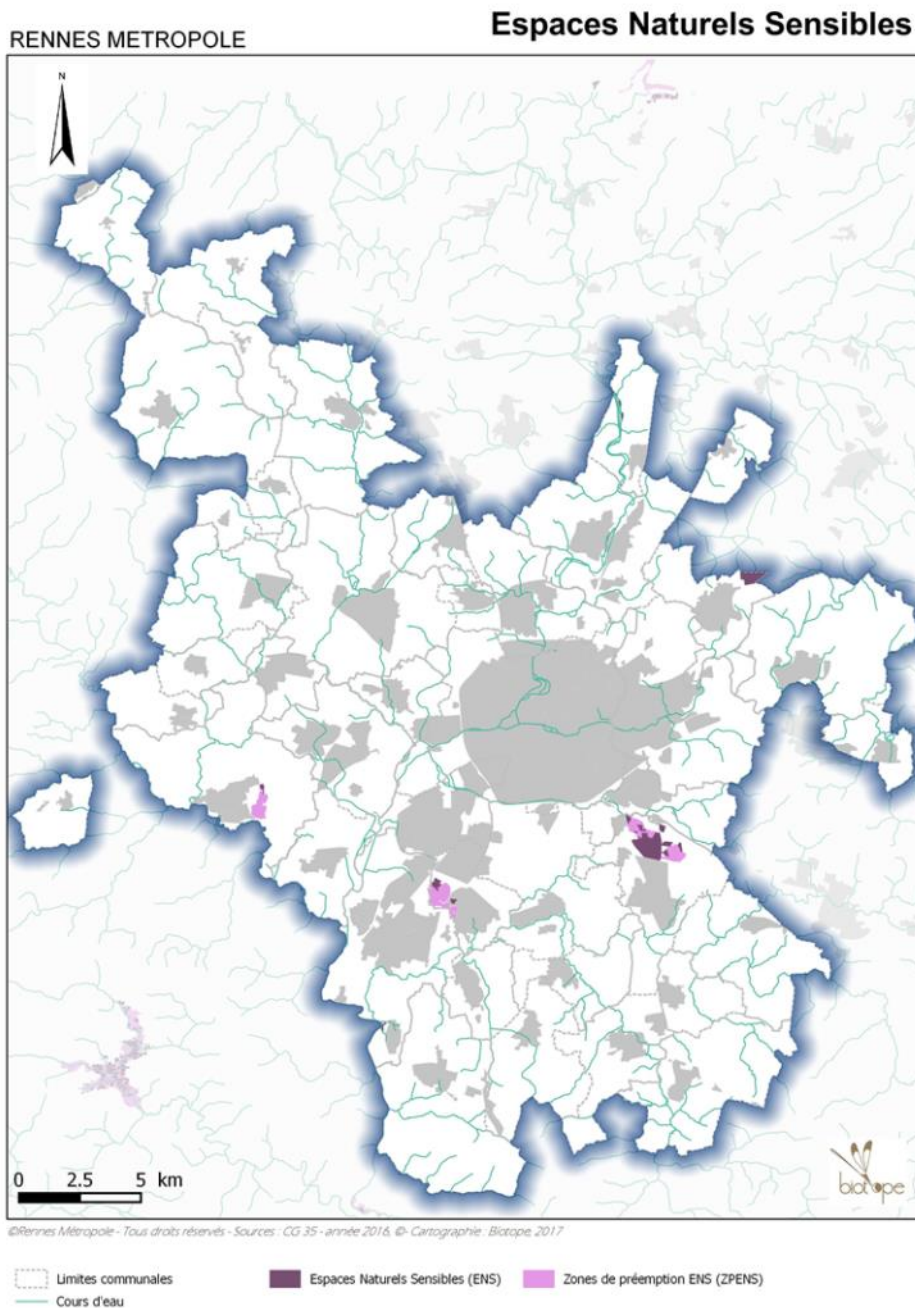 RENNES METROPOLE
Espaces Naturels Sensibles
N
0 2.5 5 km
biotope
©Rennes Métropole - Tous droits réservés - Sources : CG 35 - année 2016, © - Cartographie : Biotope, 2017
Limites communales
Espaces Naturels Sensibles (ENS)
Zones de préemption ENS (ZPENS)
Cours d'eau